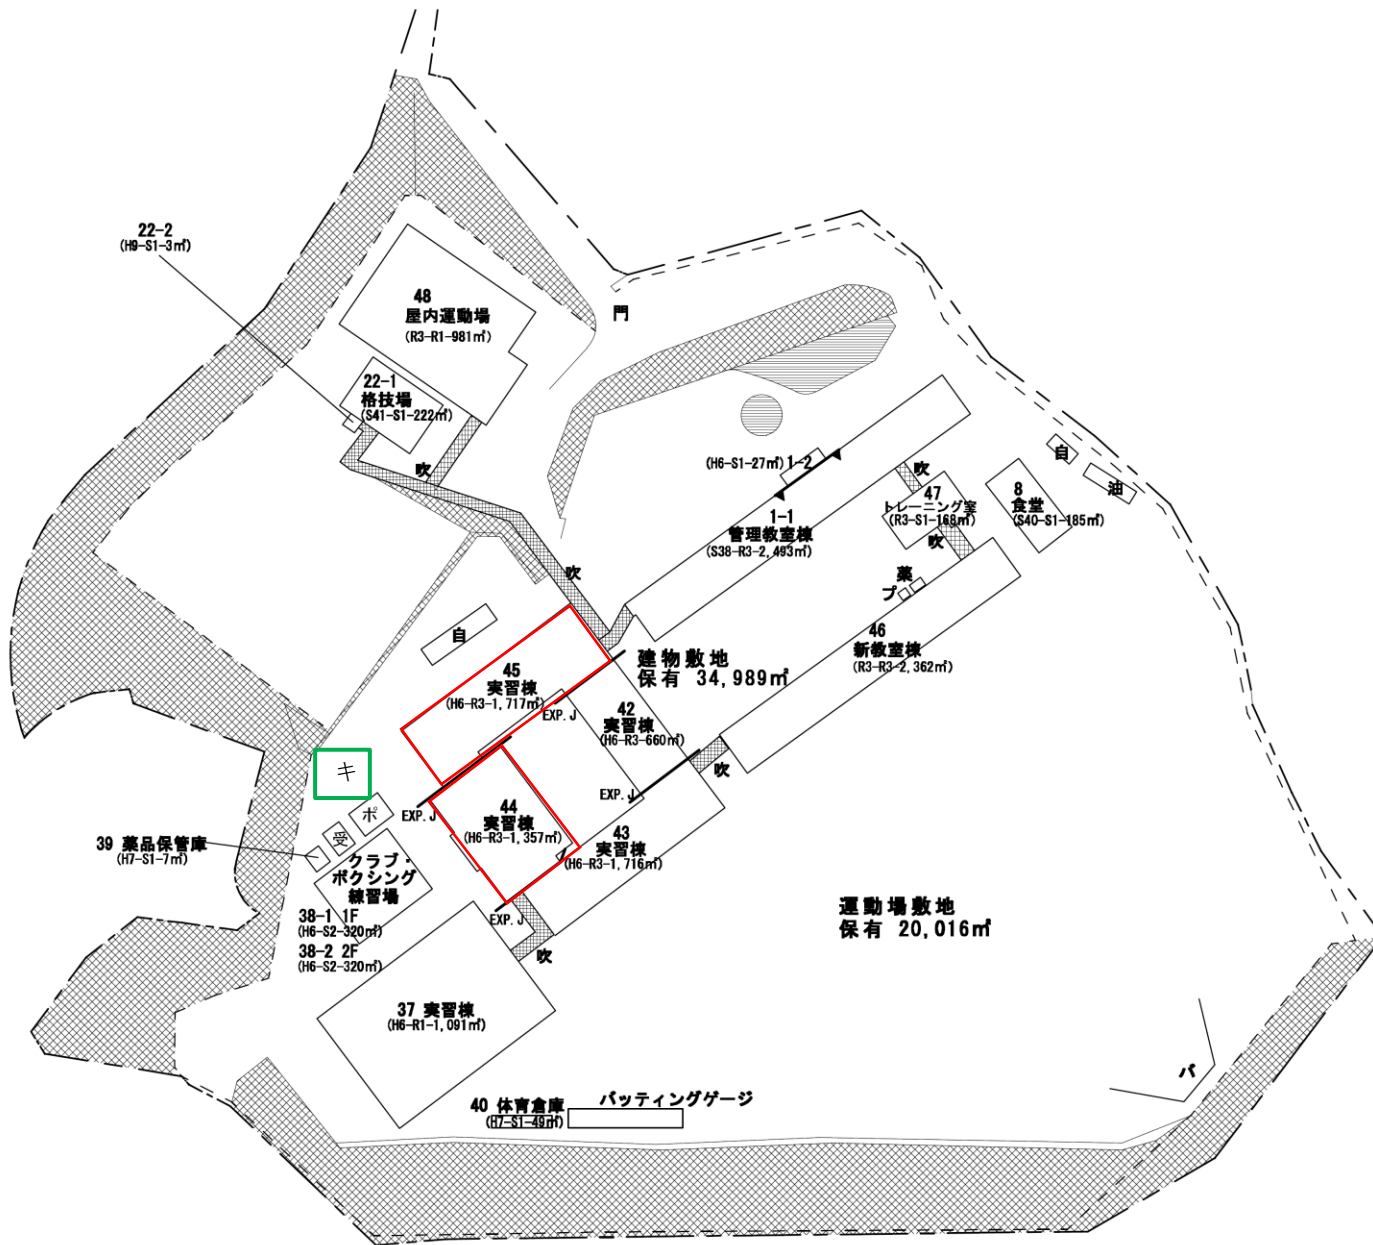 22-2
(H9-S1-3㎡)
48
屋内運動場
(R3-R1-981㎡)
門
22-1
格技場
(S41-S1-222㎡)
吹
(H6-S1-27㎡)1-2
自
油
吹
47
トレーニング室
(R3-S1-168㎡)
8
食堂
(S40-S1-185㎡)
1-1
管理教室棟
(S38-R3-2,493㎡)
吹
吹
薬
プ
自
46
新教室棟
(R3-R3-2,362㎡)
建物敷地
保有 34,989㎡
45
実習棟
(H6-R3-1,717㎡)
EXP.J
42
実習棟
(H6-R3-660㎡)
吹
キ
EXP.J
EXP.J
ポ
受
44
実習棟
(H6-R3-1,357㎡)
43
実習棟
(H6-R3-1,716㎡)
39 薬品保管庫
(H7-S1-7㎡)
クラブ・
ボクシング
練習場
38-1 1F
(H6-S2-320㎡)
38-2 2F
(H6-S2-320㎡)
EXP.J
吹
運動場敷地
保有 20,016㎡
37 実習棟
(H6-R1-1,091㎡)
バ
40 体育倉庫
(H7-S1-49㎡)
バッティングゲージ